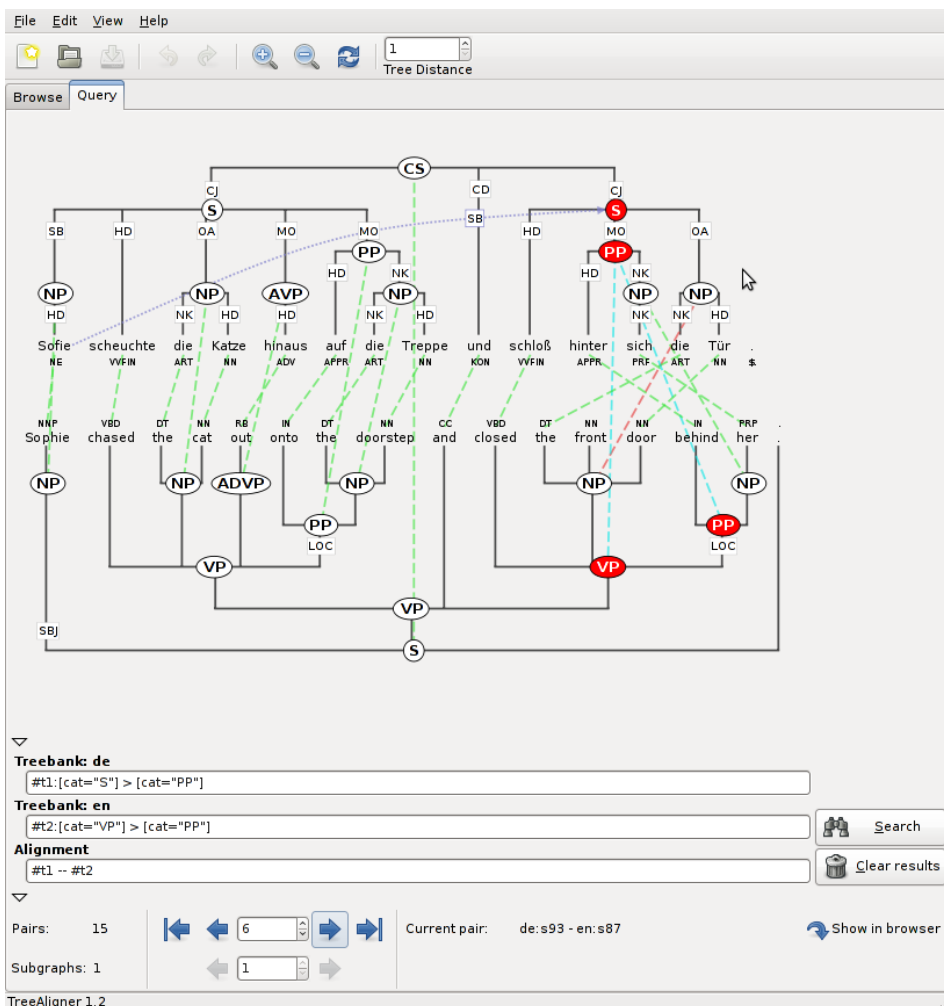 File Edit View Help
1
Tree Distance
Browse Query
CS
CJ CD CJ
S SB S
SB HD OA MO MO HD MO OA
PP PP
HD NK HD NK
NP NP AVP NP NP NP
HD NK HD HD NK HD NK NK HD
Sofie scheuchte die Katze hinaus auf die Treppe und schloß hinter sich die Tür .
NE VVFIN ART NN ADV APPR ART NN KON VVFIN APPR PRF ART NN $.
NNP VBD DT NN RB IN DT NN CC VBD DT NN NN IN PRP .
Sophie chased the cat out onto the doorstep and closed the front door behind her .
NP NP ADVP NP NP NP
PP PP
LOC LOC
VP VP
VP
SBJ
S
Treebank: de
#t1:[cat="S"] > [cat="PP"]
Treebank: en
#t2:[cat="VP"] > [cat="PP"]
Search
Alignment
#t1 -- #t2
Clear results
Pairs: 15 6 Current pair: de:s93 - en:s87 Show in browser
Subgraphs: 1 1
TreeAligner 1.2